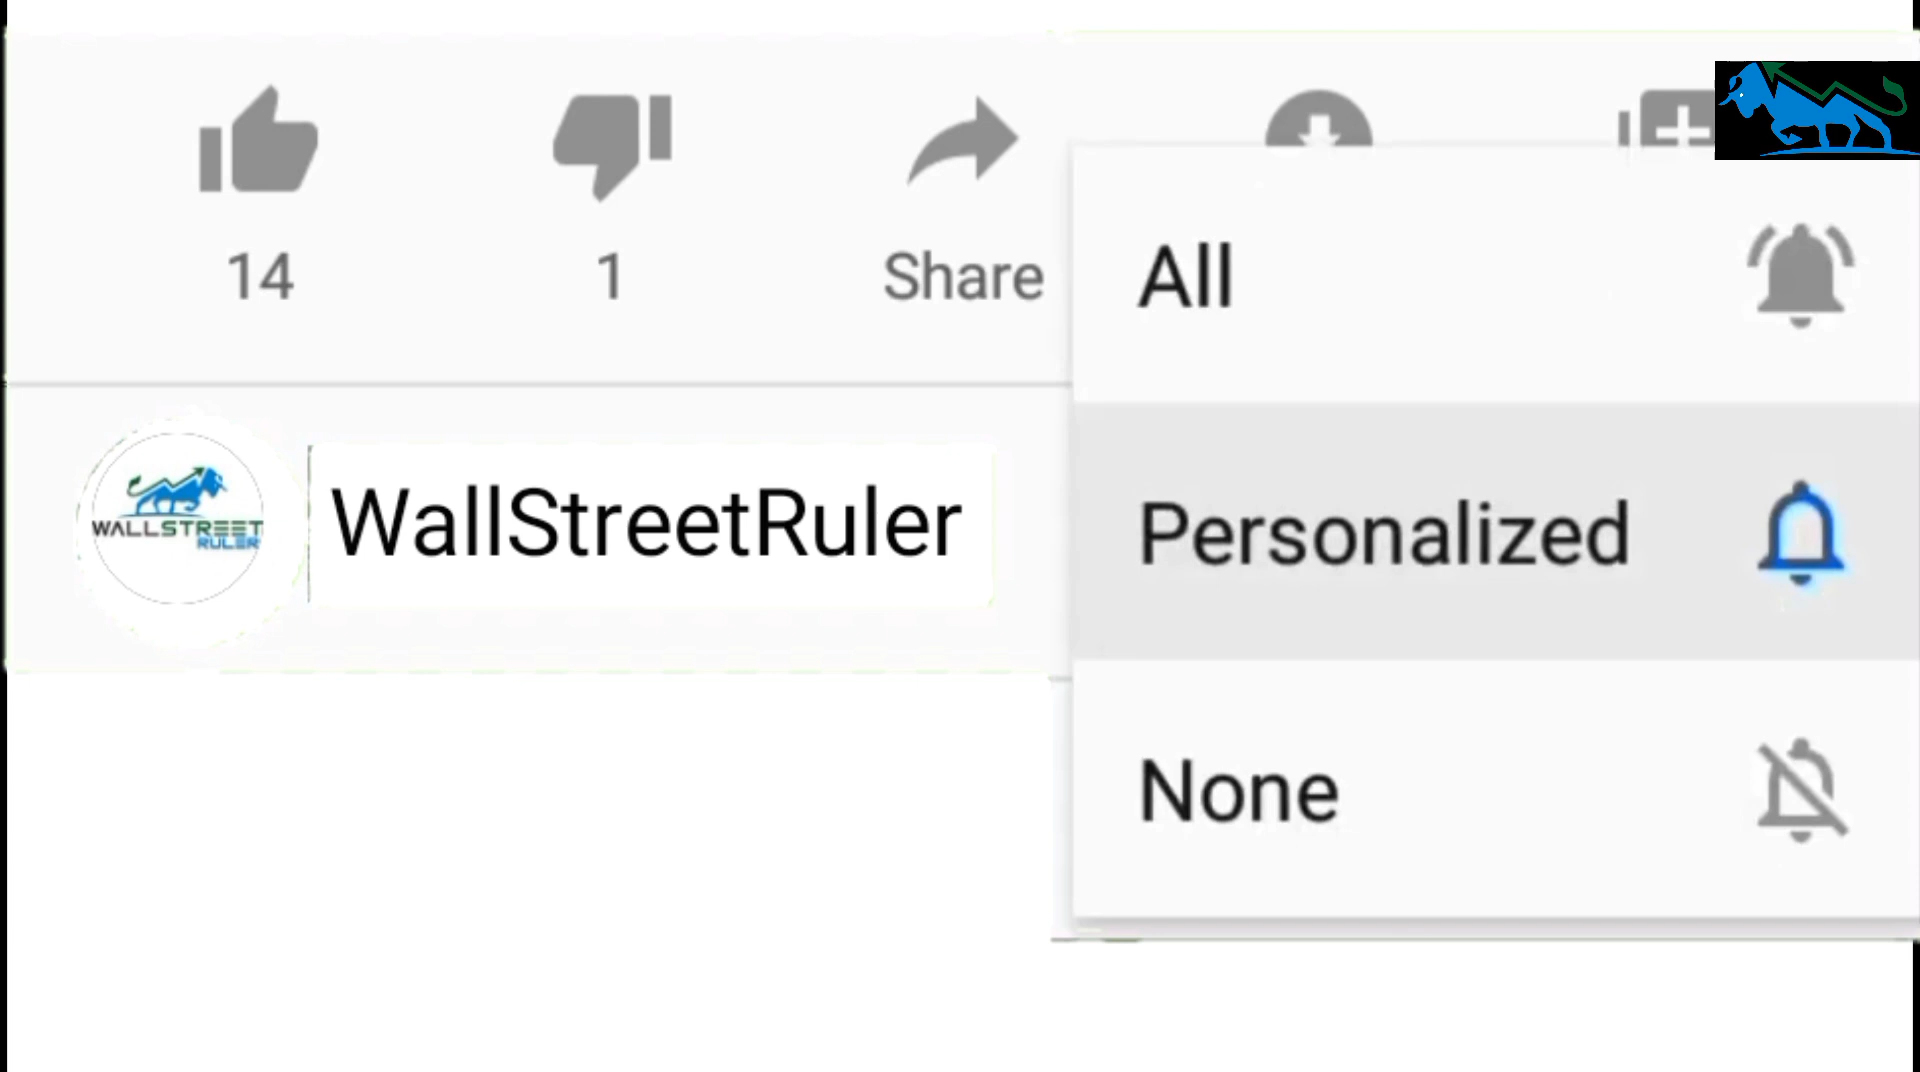 14
1
Share
All
WALLSTREET
RULER
WallStreetRuler
Personalized
None